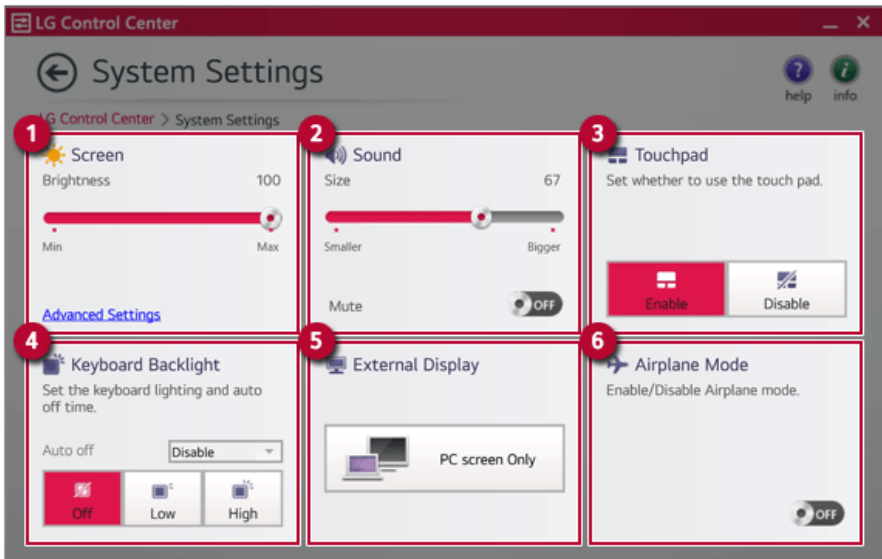 LG Control Center
System Settings
help info
LG Control Center > System Settings
1
Screen
Brightness 100
Min Max
Advanced Settings
2
Sound
Size 67
Smaller Bigger
Mute OFF
3
Touchpad
Set whether to use the touch pad.
Enable Disable
4
Keyboard Backlight
Set the keyboard lighting and auto
off time.
Auto off Disable
Off Low High
5
External Display
PC screen Only
6
Airplane Mode
Enable/Disable Airplane mode.
OFF